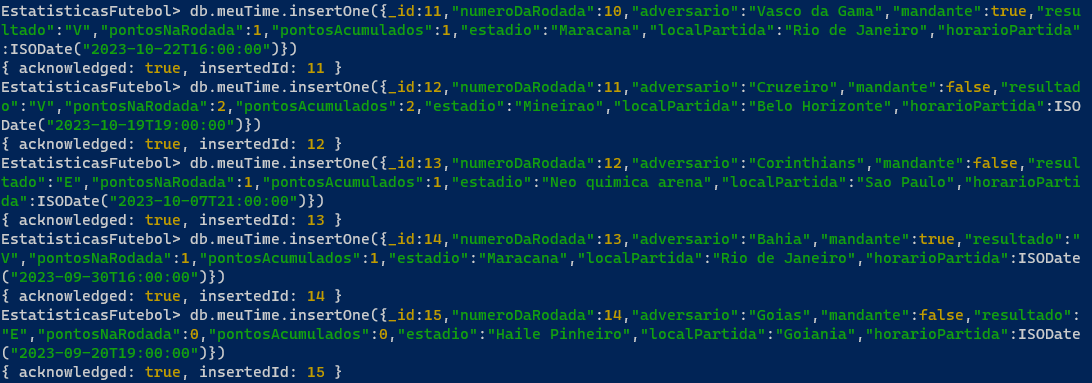 EstatisticasFutebol> db.meuTime.insertOne({_id:11,"numeroDaRodada":10,"adversario":"Vasco da Gama","mandante":true,"resu
ltado":"V","pontosNaRodada":1,"pontosAcumulados":1,"estadio":"Maracana","localPartida":"Rio de Janeiro","horarioPartida"
:ISODate("2023-10-22T16:00:00")})
{ acknowledged: true, insertedId: 11 }
EstatisticasFutebol> db.meuTime.insertOne({_id:12,"numeroDaRodada":11,"adversario":"Cruzeiro","mandante":false,"resultad
o":"V","pontosNaRodada":2,"pontosAcumulados":2,"estadio":"Mineirao","localPartida":"Belo Horizonte","horarioPartida":ISO
Date("2023-10-19T19:00:00")})
{ acknowledged: true, insertedId: 12 }
EstatisticasFutebol> db.meuTime.insertOne({_id:13,"numeroDaRodada":12,"adversario":"Corinthians","mandante":false,"resul
tado":"E","pontosNaRodada":1,"pontosAcumulados":1,"estadio":"Neo quimica arena","localPartida":"Sao Paulo","horarioParti
da":ISODate("2023-10-07T21:00:00")})
{ acknowledged: true, insertedId: 13 }
EstatisticasFutebol> db.meuTime.insertOne({_id:14,"numeroDaRodada":13,"adversario":"Bahia","mandante":true,"resultado":"
V","pontosNaRodada":1,"pontosAcumulados":1,"estadio":"Maracana","localPartida":"Rio de Janeiro","horarioPartida":ISODate
("2023-09-30T16:00:00")})
{ acknowledged: true, insertedId: 14 }
EstatisticasFutebol> db.meuTime.insertOne({_id:15,"numeroDaRodada":14,"adversario":"Goias","mandante":false,"resultado":
"E","pontosNaRodada":0,"pontosAcumulados":0,"estadio":"Haile Pinheiro","localPartida":"Goiania","horarioPartida":ISODate
("2023-09-20T19:00:00")})
{ acknowledged: true, insertedId: 15 }